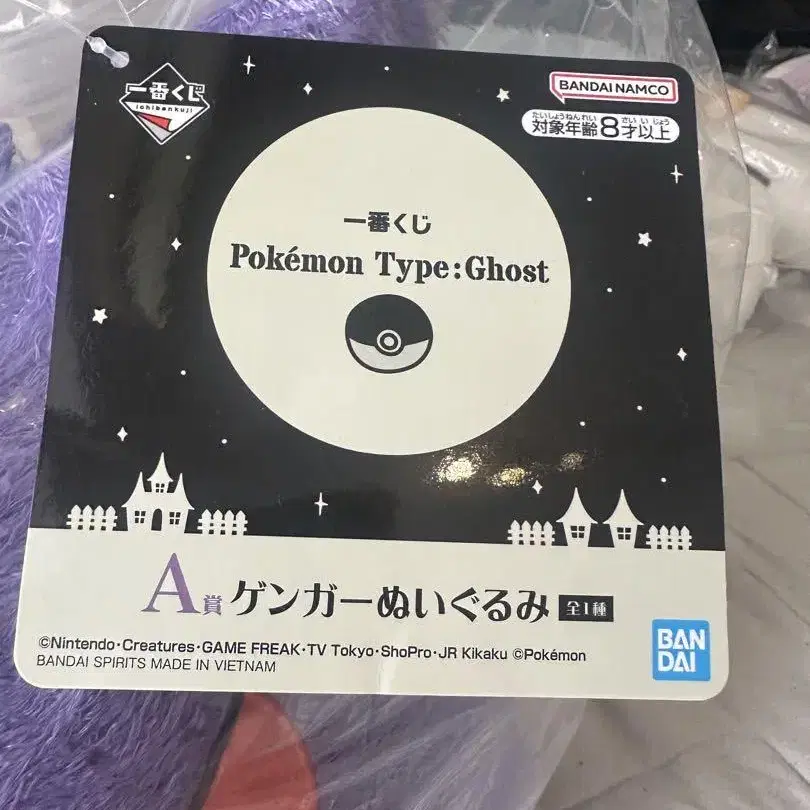 一番くじ
ichibankuji
BANDAI NAMCO
たいしょうねんれい さい いじょう
対象年齢8才以上
一番くじ
Pokémon Type:Ghost
A賞 ゲンガーぬいぐるみ 全1種
©Nintendo・Creatures・GAME FREAK・TV Tokyo・ShoPro・JR Kikaku ©Pokémon
BANDAI SPIRITS MADE IN VIETNAM
BAN
DAI